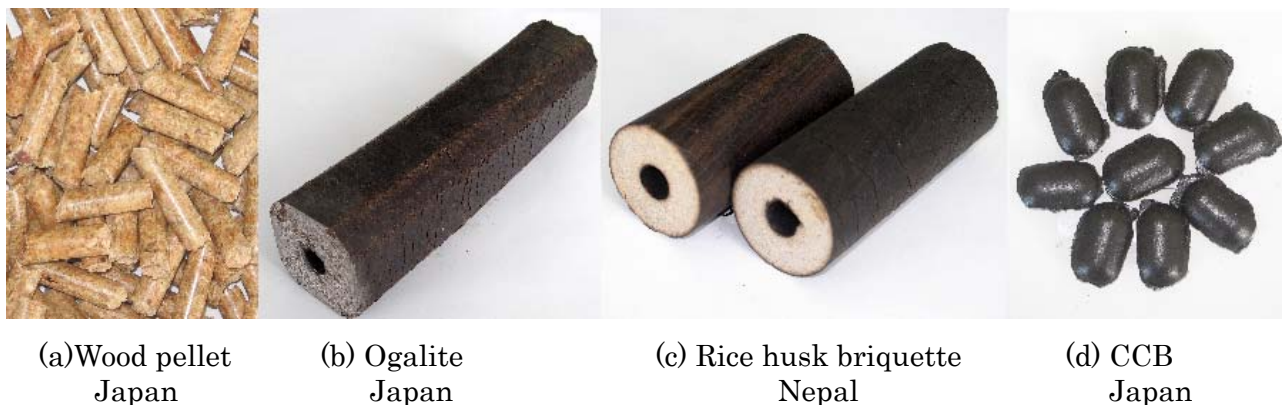 (a)Wood pellet (b) Ogalite (c) Rice husk briquette (d) CCB
Japan Japan Nepal Japan